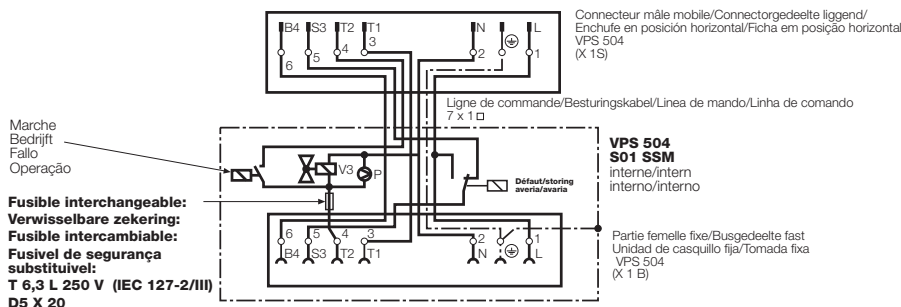 B4 S3 T2 T1 N L
6 5 4 3 2 1
Connecteur mâle mobile/Connectorgedeelte liggend/
Enchufe en posición horizontal/Ficha em posição horizontal
VPS 504
(X 1S)
Ligne de commande/Besturingskabel/Linea de mando/Linha de comando
7 x 1
Marche
Bedrijft
Fallo
Operação
V3
P
Défaut/storing
averia/avaria
VPS 504
S01 SSM
interne/intern
interno/interno
Fusible interchangeable:
Verwisselbare zekering:
Fusible intercambiable:
Fusivel de segurança
substituivel:
T 6,3 L 250 V (IEC 127-2/III)
D5 X 20
6 5 4 3 2 1
B4 S3 T2 T1 N L
Partie femelle fixe/Busgedeelte fast
Unidad de casquillo fija/Tomada fixa
VPS 504
(X 1 B)